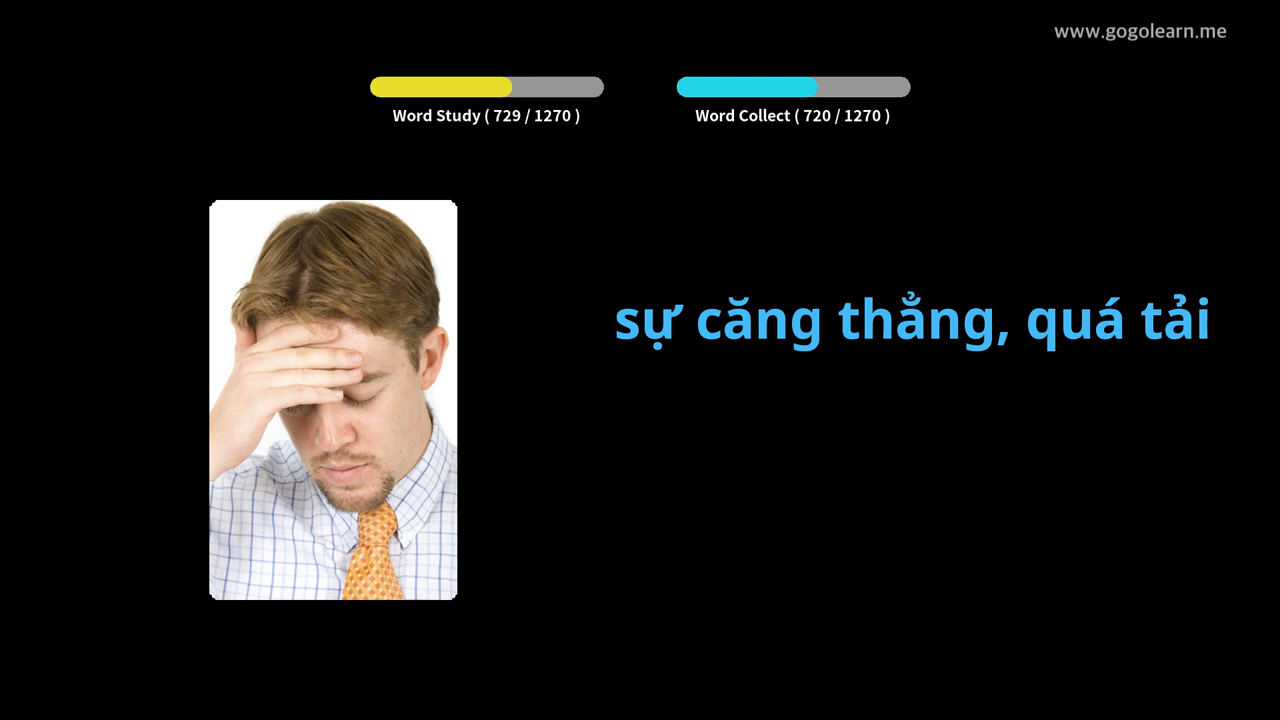 www.gogolearn.me
Word Study ( 729 / 1270 )
Word Collect ( 720 / 1270 )
sự căng thẳng, quá tải